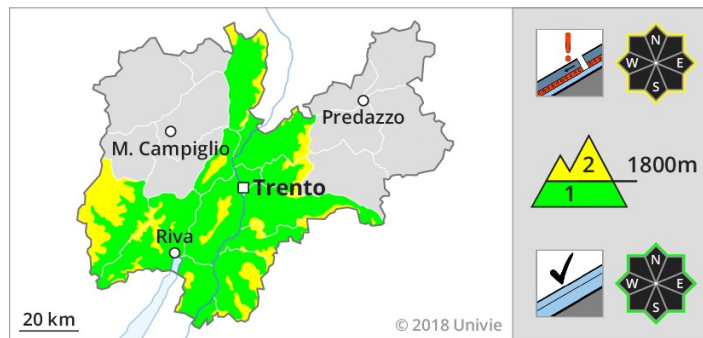 M. Campiglio
Predazzo
Trento
Riva
20 km
© 2018 Univie
N
W E
S
2 1800m
1
N
W E
S